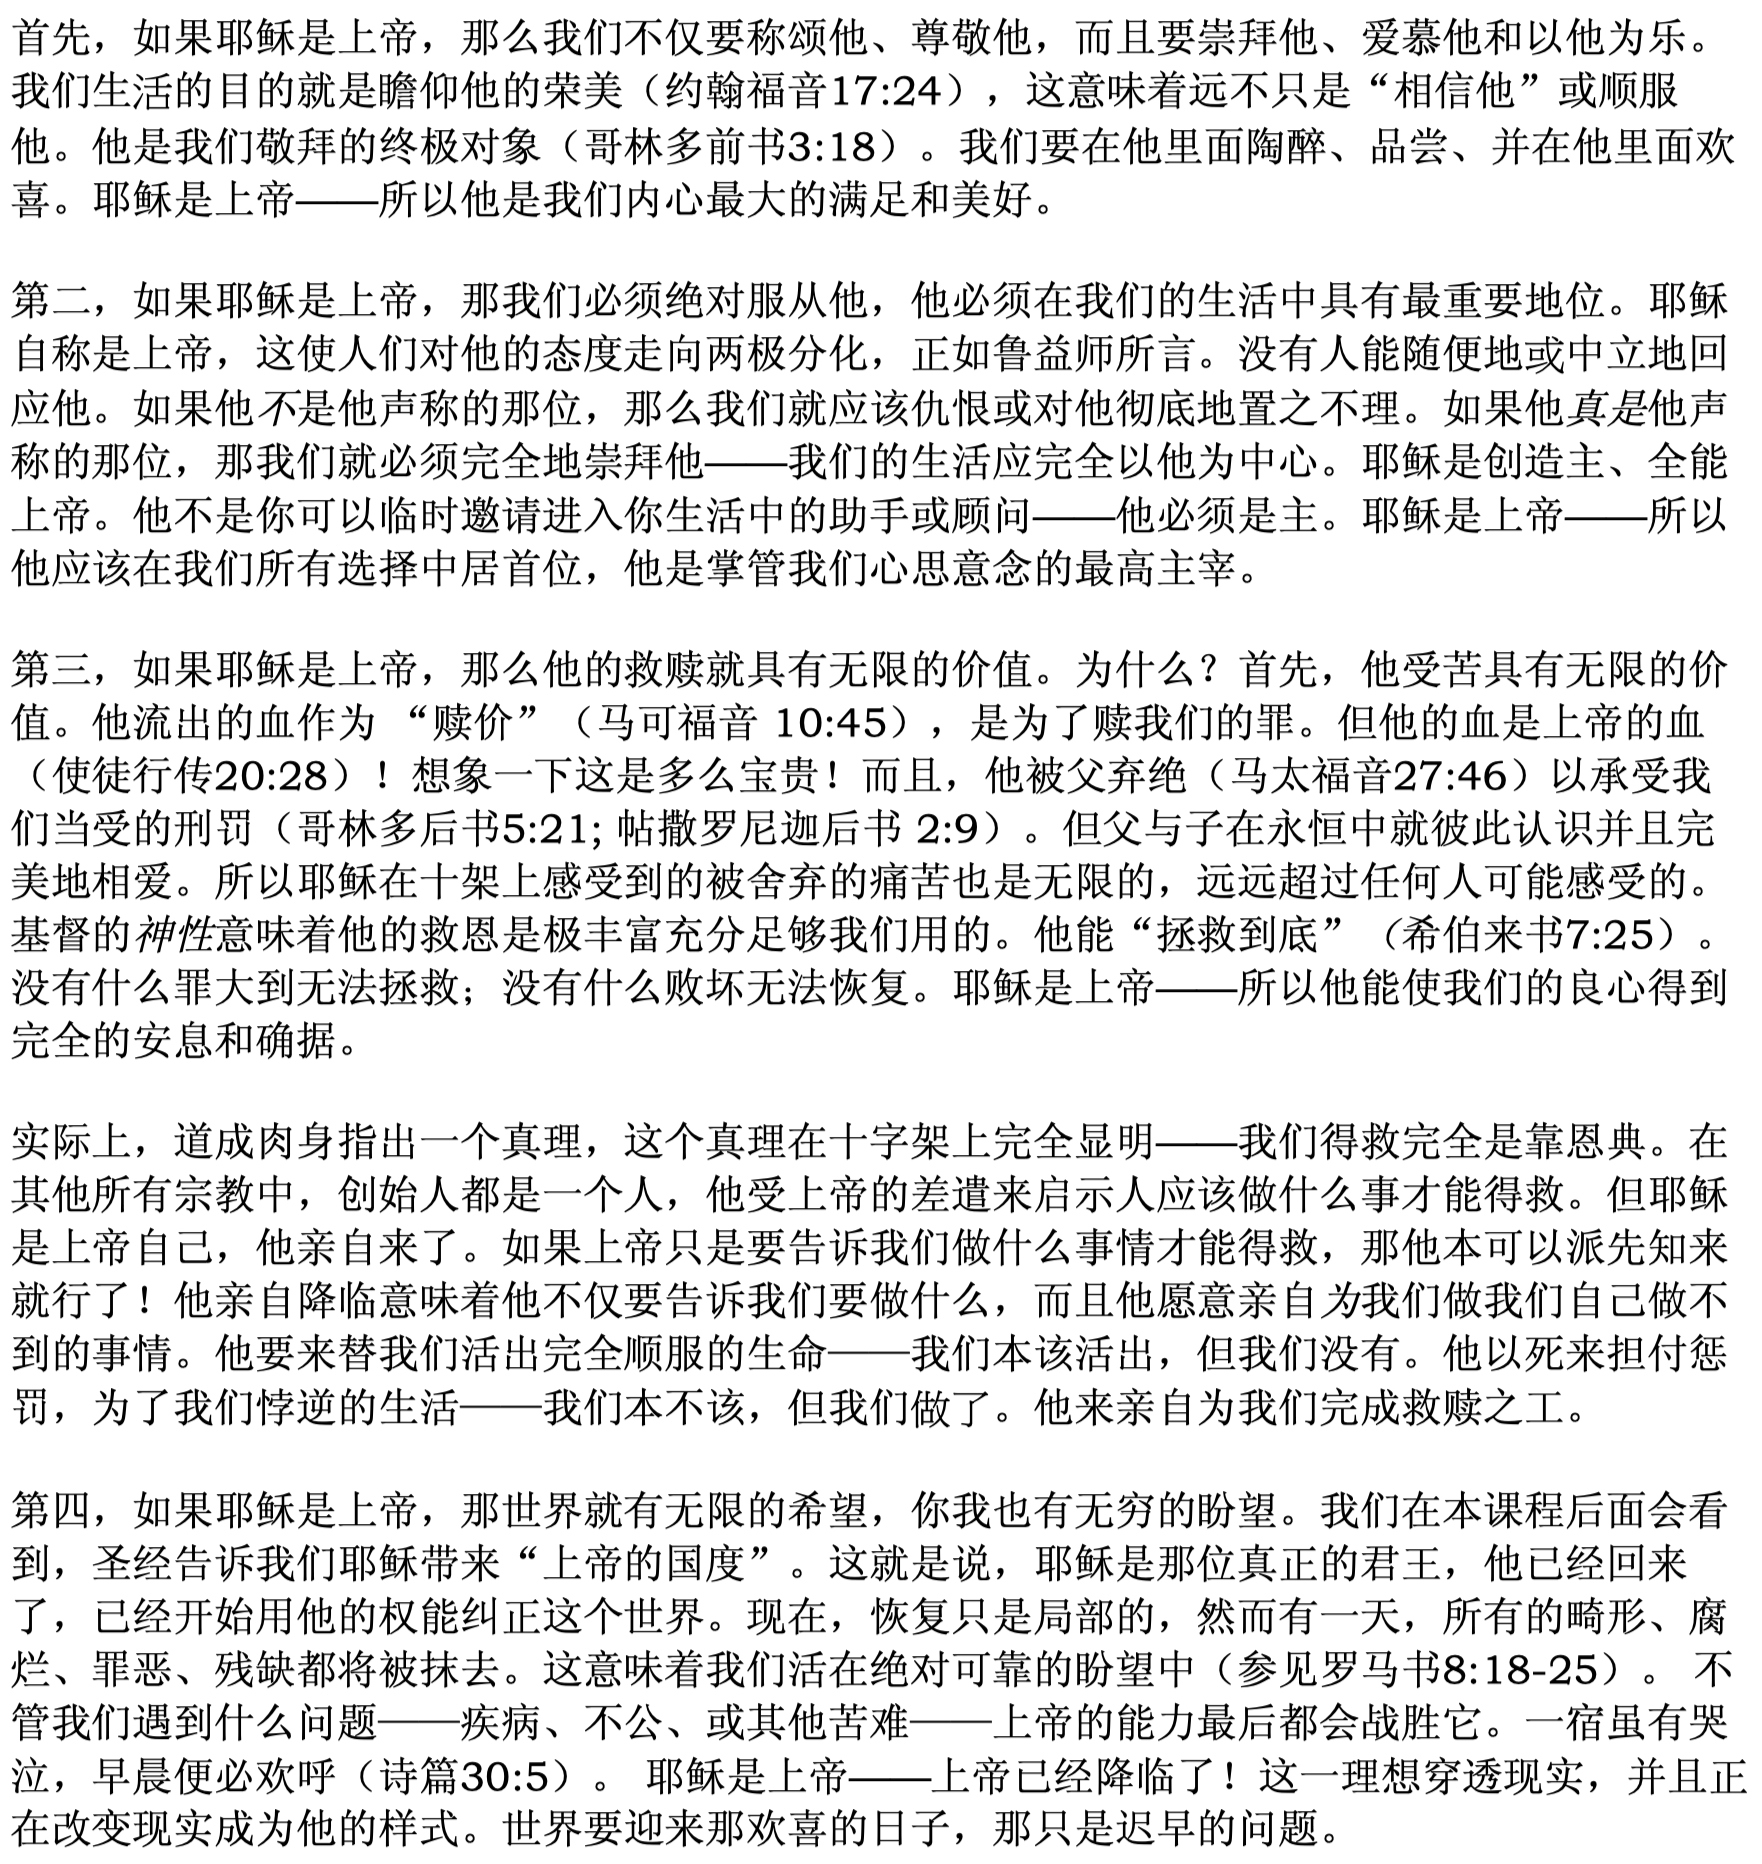 首先，如果耶稣是上帝，那么我们不仅要称颂他、尊敬他，而且要崇拜他、爱慕他和以他为乐。
我们生活的目的就是瞻仰他的荣美（约翰福音17:24），这意味着远不只是“相信他”或顺服
他。他是我们敬拜的终极对象（哥林多前书3:18）。我们要在他里面陶醉、品尝、并在他里面欢
喜。耶稣是上帝——所以他是我们内心最大的满足和美好。
第二，如果耶稣是上帝，那我们必须绝对服从他，他必须在我们的生活中具有最重要地位。耶稣
自称是上帝，这使人们对他的态度走向两极分化，正如鲁益师所言。没有人能随便地或中立地回
应他。如果他不是他声称的那位，那么我们就应该仇恨或对他彻底地置之不理。如果他真是他声
称的那位，那我们就必须完全地崇拜他——我们的生活应完全以他为中心。耶稣是创造主、全能
上帝。他不是你可以临时邀请进入你生活中的助手或顾问——他必须是主。耶稣是上帝——所以
他应该在我们所有选择中居首位，他是掌管我们心思意念的最高主宰。
第三，如果耶稣是上帝，那么他的救赎就具有无限的价值。为什么？首先，他受苦具有无限的价
值。他流出的血作为 “赎价”（马可福音 10:45），是为了赎我们的罪。但他的血是上帝的血
（使徒行传20:28）！想象一下这是多么宝贵！而且，他被父弃绝（马太福音27:46）以承受我
们当受的刑罚（哥林多后书5:21; 帖撒罗尼迦后书 2:9）。但父与子在永恒中就彼此认识并且完
美地相爱。所以耶稣在十架上感受到的被舍弃的痛苦也是无限的，远远超过任何人可能感受的。
基督的神性意味着他的救恩是极丰富充分足够我们用的。他能“拯救到底”（希伯来书7:25）。
没有什么罪大到无法拯救；没有什么败坏无法恢复。耶稣是上帝——所以他能使我们的良心得到
完全的安息和确据。
实际上，道成肉身指出一个真理，这个真理在十字架上完全显明——我们得救完全是靠恩典。在
其他所有宗教中，创始人都是一个人，他受上帝的差遣来启示人应该做什么事才能得救。但耶稣
是上帝自己，他亲自来了。如果上帝只是要告诉我们做什么事情才能得救，那他本可以派先知来
就行了！他亲自降临意味着他不仅要告诉我们要做什么，而且他愿意亲自为我们做我们自己做不
到的事情。他要来替我们活出完全顺服的生命——我们本该活出，但我们没有。他以死来担付惩
罚，为了我们悖逆的生活——我们本不该，但我们做了。他来亲自为我们完成救赎之工。
第四，如果耶稣是上帝，那世界就有无限的希望，你我也有无穷的盼望。我们在本课程后面会看
到，圣经告诉我们耶稣带来“上帝的国度”。这就是说，耶稣是那位真正的君王，他已经回来
了，已经开始用他的权能纠正这个世界。现在，恢复只是局部的，然而有一天，所有的畸形、腐
烂、罪恶、残缺都将被抹去。这意味着我们活在绝对可靠的盼望中（参见罗马书8:18-25）。 不
管我们遇到什么问题——疾病、不公、或其他苦难——上帝的能力最后都会战胜它。一宿虽有哭
泣，早晨便必欢呼（诗篇30:5）。 耶稣是上帝——上帝已经降临了！这一理想穿透现实，并且正
在改变现实成为他的样式。世界要迎来那欢喜的日子，那只是迟早的问题。